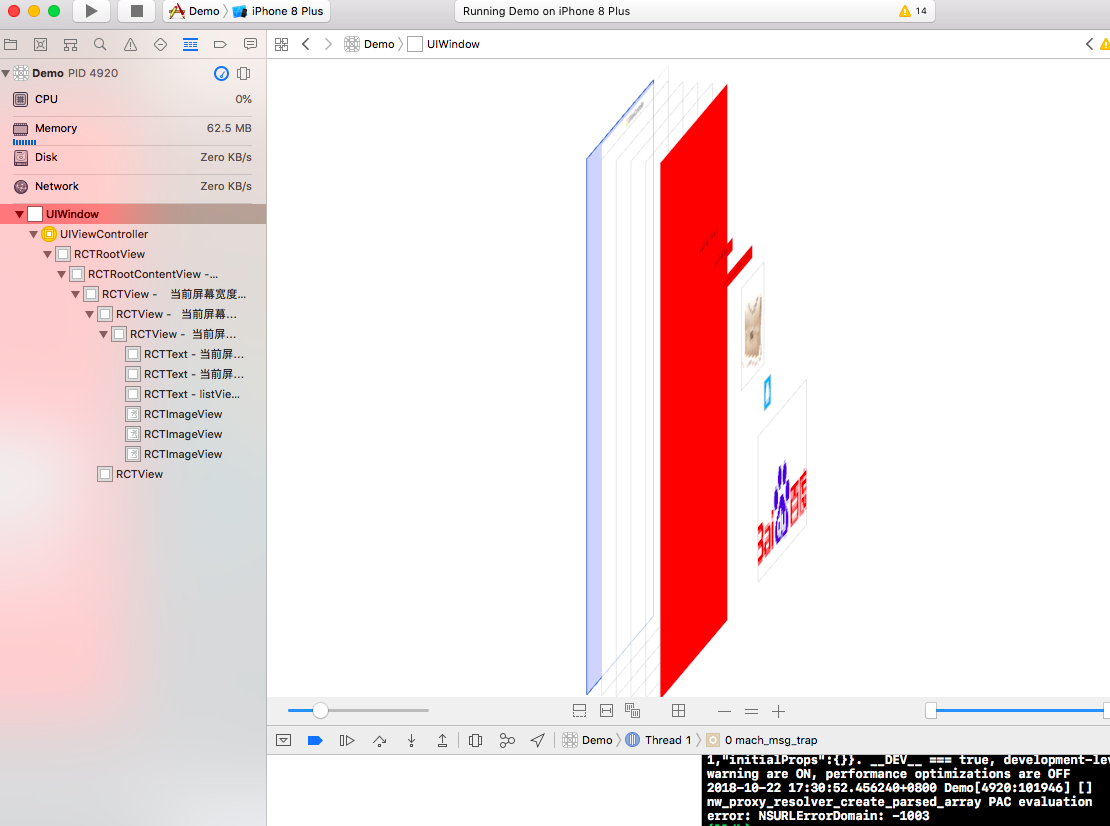 Demo iPhone 8 Plus
Running Demo on iPhone 8 Plus
14
Demo UIWindow
Demo PID 4920
CPU 0%
Memory 62.5 MB
Disk Zero KB/s
Network Zero KB/s
UIWindow
UIViewController
RCTRootView
RCTRootContentView -...
RCTView - 当前屏幕宽度...
RCTView - 当前屏幕...
RCTView - 当前屏...
RCTText - 当前屏...
RCTText - 当前屏...
RCTText - listVie...
RCTImageView
RCTImageView
RCTImageView
RCTView
Demo Thread 1 0 mach_msg_trap
1,"initialProps":{}}. __DEV__ === true, development-lev
warning are ON, performance optimizations are OFF
2018-10-22 17:30:52.456240+0800 Demo[4920:101946] []
nw_proxy_resolver_create_parsed_array PAC evaluation
error: NSURLErrorDomain: -1003